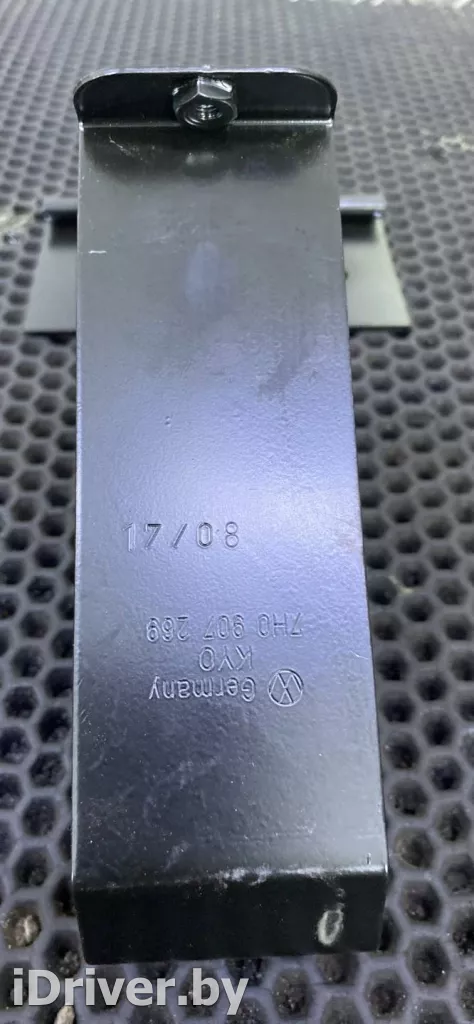 17/08
7H0 907 269
KYO
Germany
iDriver.by